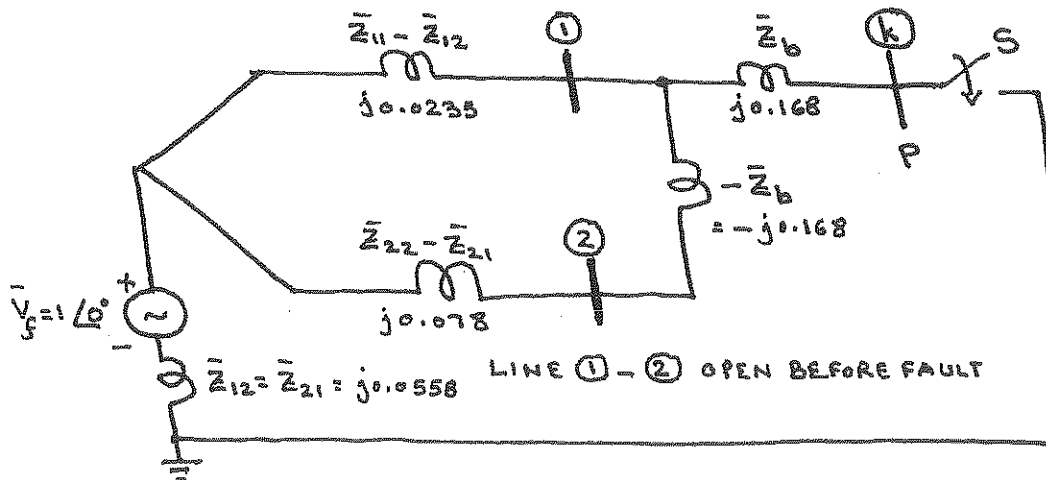 Z̄₁₁ - Z̄₁₂
①
Z̄b
ⓚ
S
j0.0235
j0.168
P
- Z̄b
= - j0.168
Z̄₂₂ - Z̄₂₁
②
j0.078
+
V̄f = 1∠0°
~
-
Z̄₁₂ = Z̄₂₁ = j0.0558
LINE ① - ② OPEN BEFORE FAULT